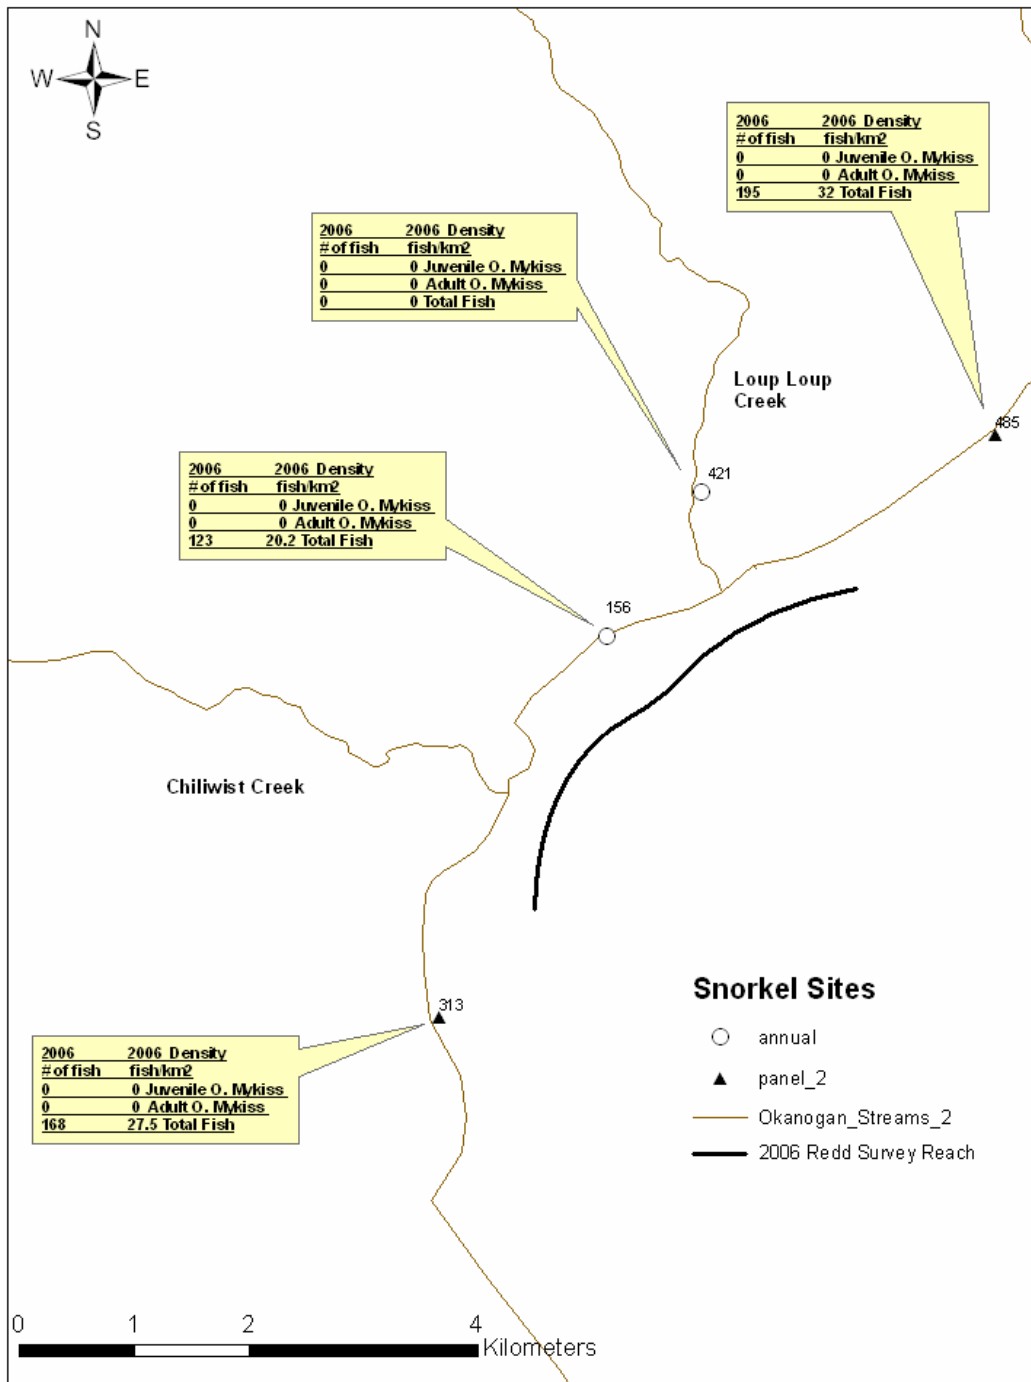 N
W E
S
2006 2006 Density
# of fish fish/km2
0 0 Juvenile O. Mykiss
0 0 Adult O. Mykiss
195 32 Total Fish
2006 2006 Density
# of fish fish/km2
0 0 Juvenile O. Mykiss
0 0 Adult O. Mykiss
0 0 Total Fish
Loup Loup
Creek
485
421
2006 2006 Density
# of fish fish/km2
0 0 Juvenile O. Mykiss
0 0 Adult O. Mykiss
123 20.2 Total Fish
156
Chiliwist Creek
313
2006 2006 Density
# of fish fish/km2
0 0 Juvenile O. Mykiss
0 0 Adult O. Mykiss
168 27.5 Total Fish
Snorkel Sites
annual
panel_2
Okanogan_Streams_2
2006 Redd Survey Reach
0 1 2 4
Kilometers